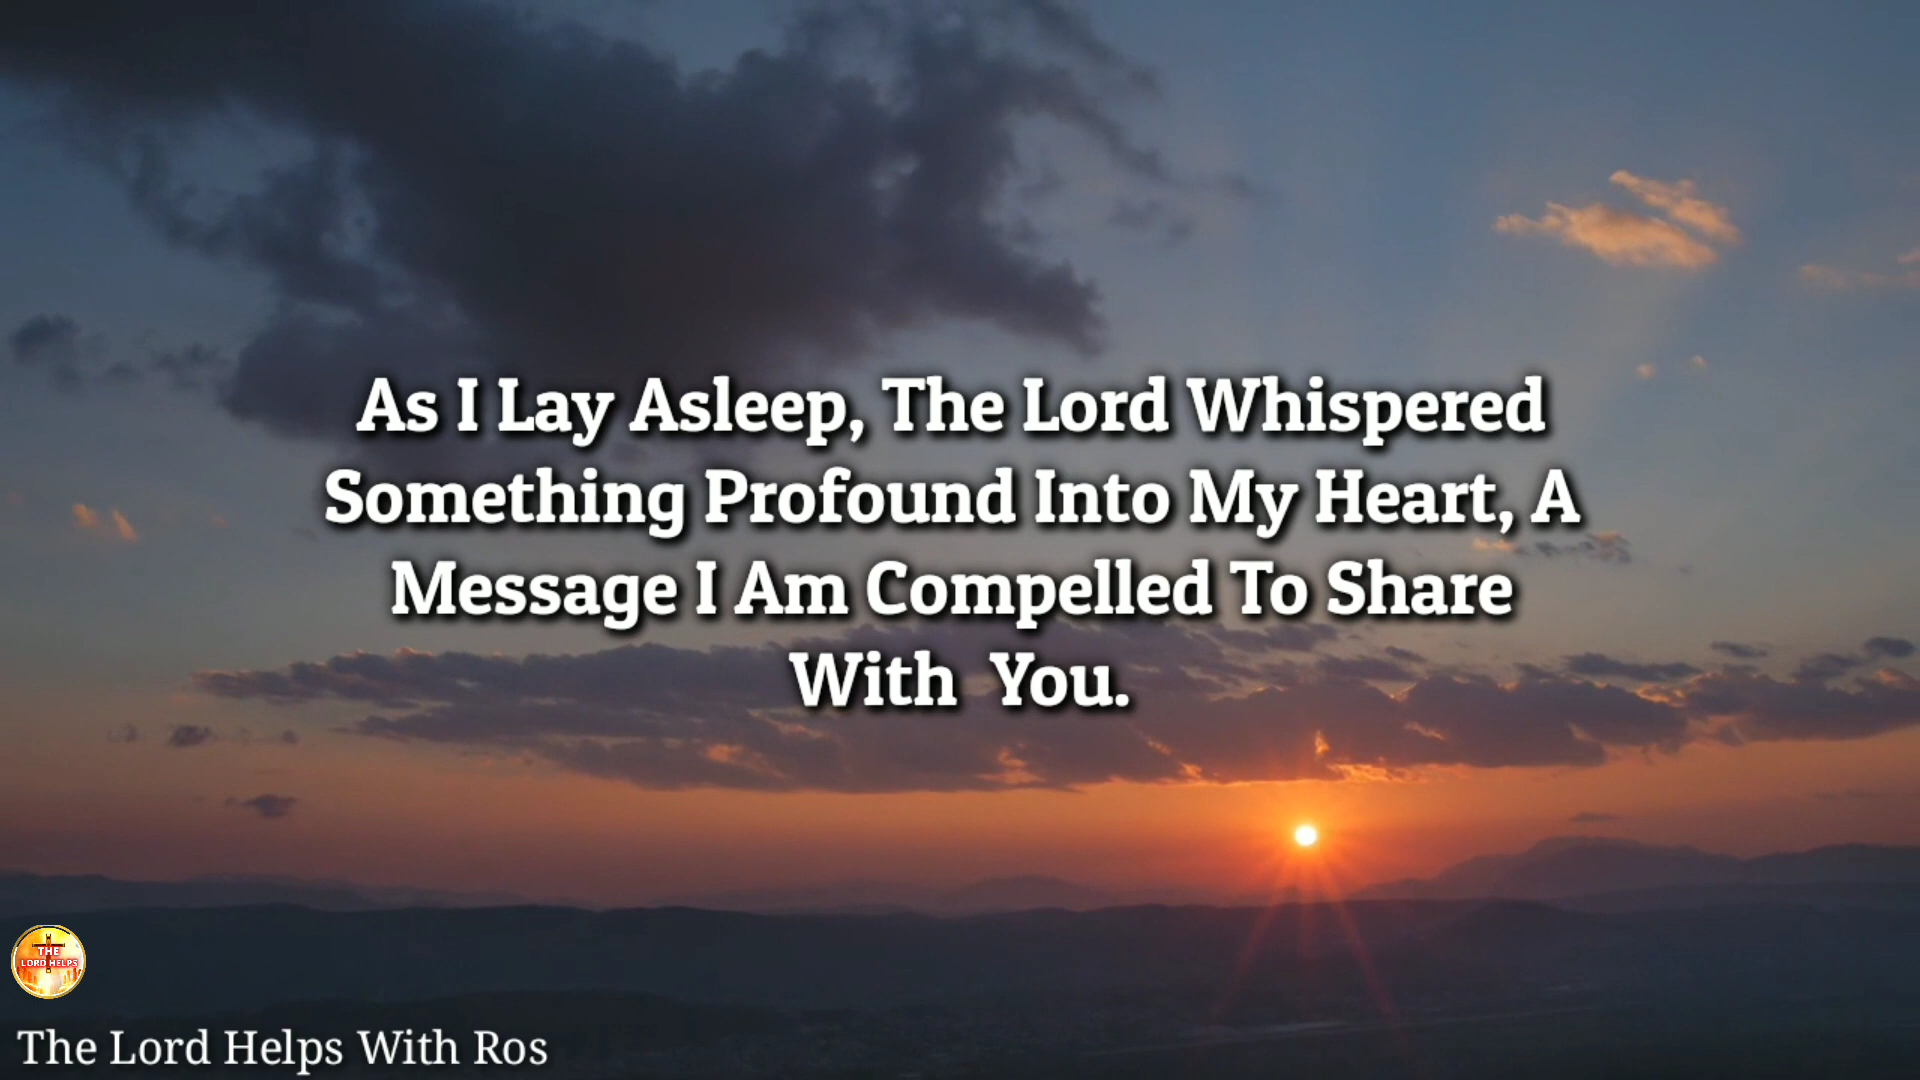 As I Lay Asleep, The Lord Whispered
Something Profound Into My Heart, A
Message I Am Compelled To Share
With  You.
THE
LORD HELPS
The Lord Helps With Ros